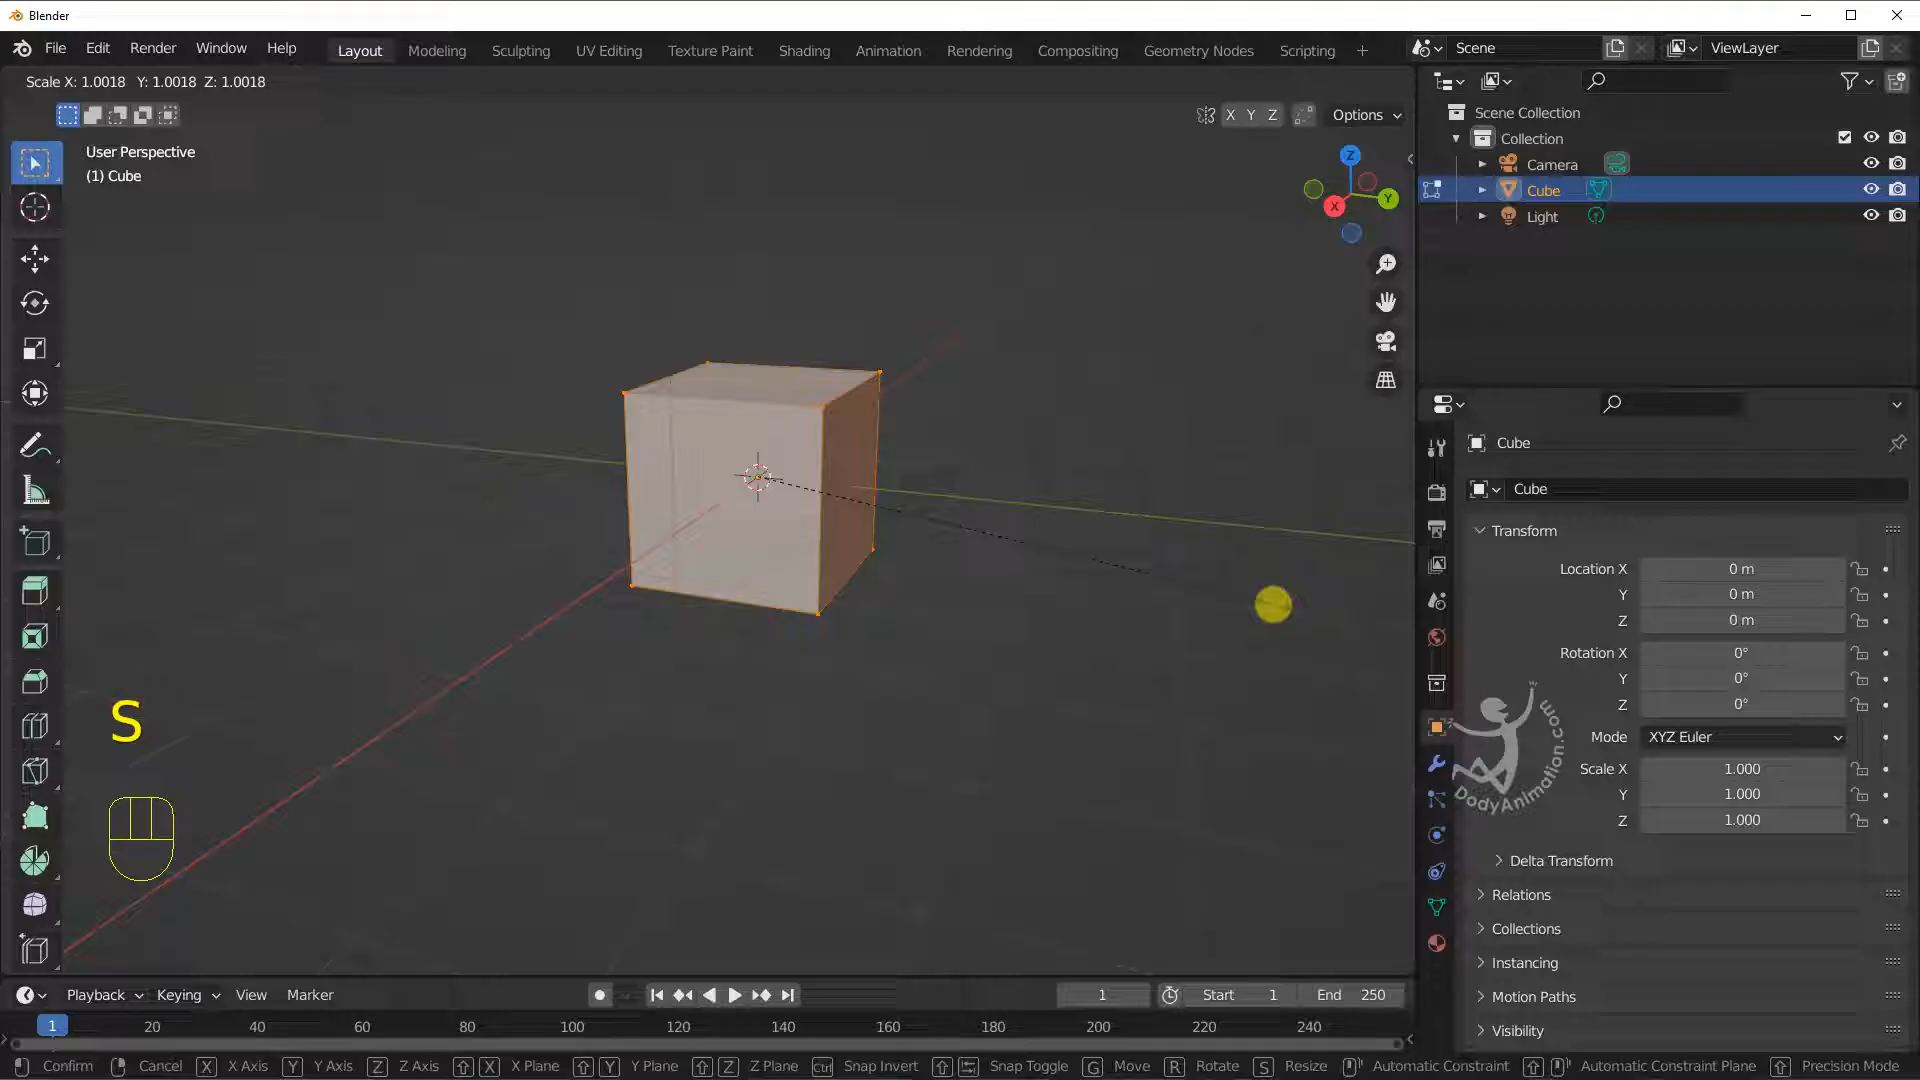 Blender
File Edit Render Window Help Layout Modeling Sculpting UV Editing Texture Paint Shading Animation Rendering Compositing Geometry Nodes Scripting + Scene ViewLayer
Scale X: 1.0018 Y: 1.0018 Z: 1.0018
X Y Z Options
User Perspective
(1) Cube
Z
Y
X
Scene Collection
Collection
Camera
Cube
Light
Cube
Cube
Transform
Location X 0 m
Y 0 m
Z 0 m
Rotation X 0°
Y 0°
Z 0°
Mode XYZ Euler
Scale X 1.000
Y 1.000
Z 1.000
DodyAnimation.com
Delta Transform
Relations
Collections
Instancing
Motion Paths
Visibility
S
Playback Keying View Marker 1 Start 1 End 250
1 20 40 60 80 100 120 140 160 180 200 220 240
Confirm Cancel X X Axis Y Y Axis Z Z Axis X X Plane Y Y Plane Z Z Plane Ctrl Snap Invert Snap Toggle G Move R Rotate S Resize Automatic Constraint Automatic Constraint Plane Precision Mode